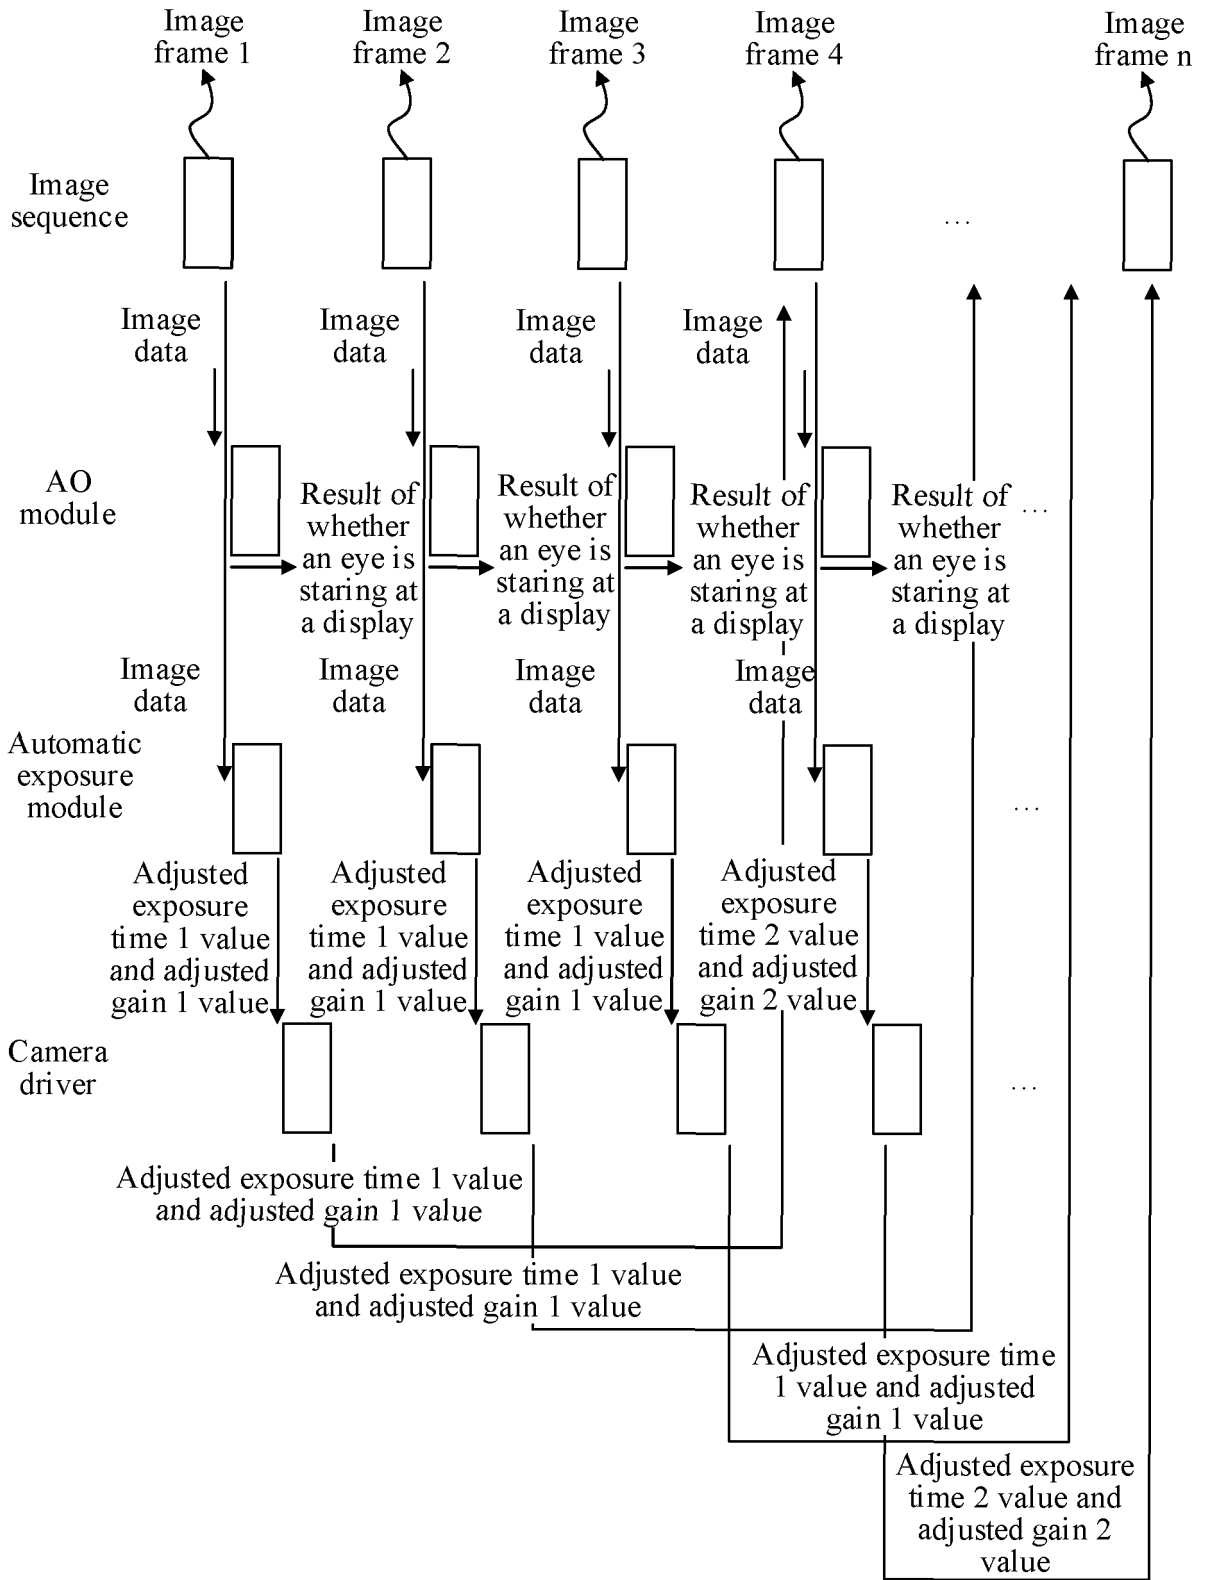 Image
frame 1
Image
frame 2
Image
frame 3
Image
frame 4
Image
frame n
Image
sequence
...
Image
data
Image
data
Image
data
Image
data
AO
module
Result of
whether
an eye is
staring at
a display
Result of
whether
an eye is
staring at
a display
Result of
whether
an eye is
staring at
a display
Result of
whether
an eye is
staring at
a display
...
Image
data
Image
data
Image
data
Image
data
Automatic
exposure
module
...
Adjusted
exposure
time 1 value
and adjusted
gain 1 value
Adjusted
exposure
time 1 value
and adjusted
gain 1 value
Adjusted
exposure
time 1 value
and adjusted
gain 1 value
Adjusted
exposure
time 2 value
and adjusted
gain 2 value
Camera
driver
...
Adjusted exposure time 1 value
and adjusted gain 1 value
Adjusted exposure time 1 value
and adjusted gain 1 value
Adjusted exposure time
1 value and adjusted
gain 1 value
Adjusted exposure
time 2 value and
adjusted gain 2
value